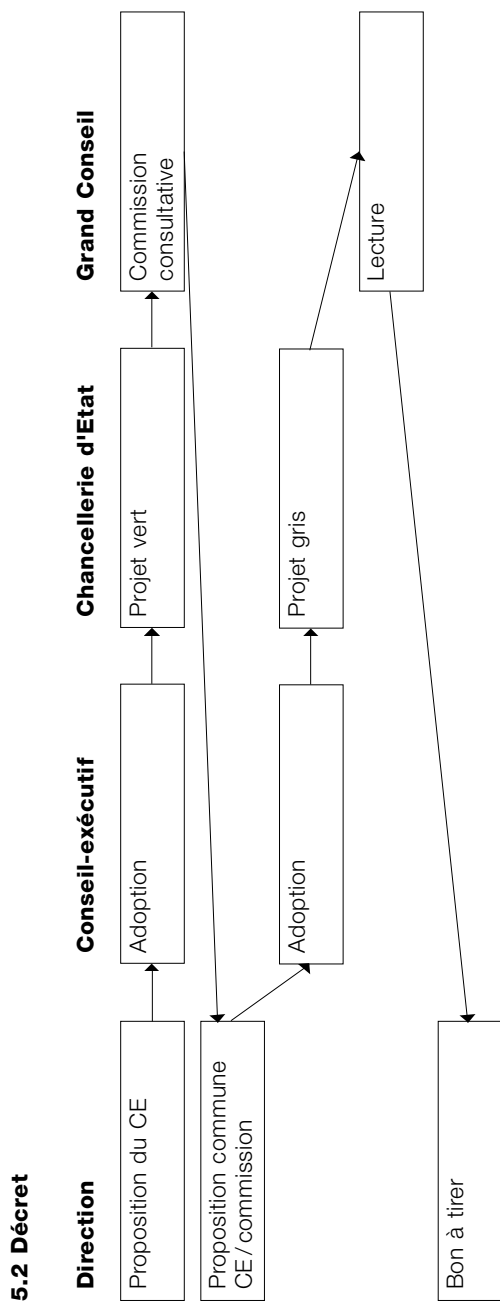 5.2 Décret
Direction
Conseil-exécutif
Chancellerie d'Etat
Grand Conseil
Proposition du CE
Adoption
Projet vert
Commission
consultative
Proposition commune
CE / commission
Adoption
Projet gris
Lecture
Bon à tirer